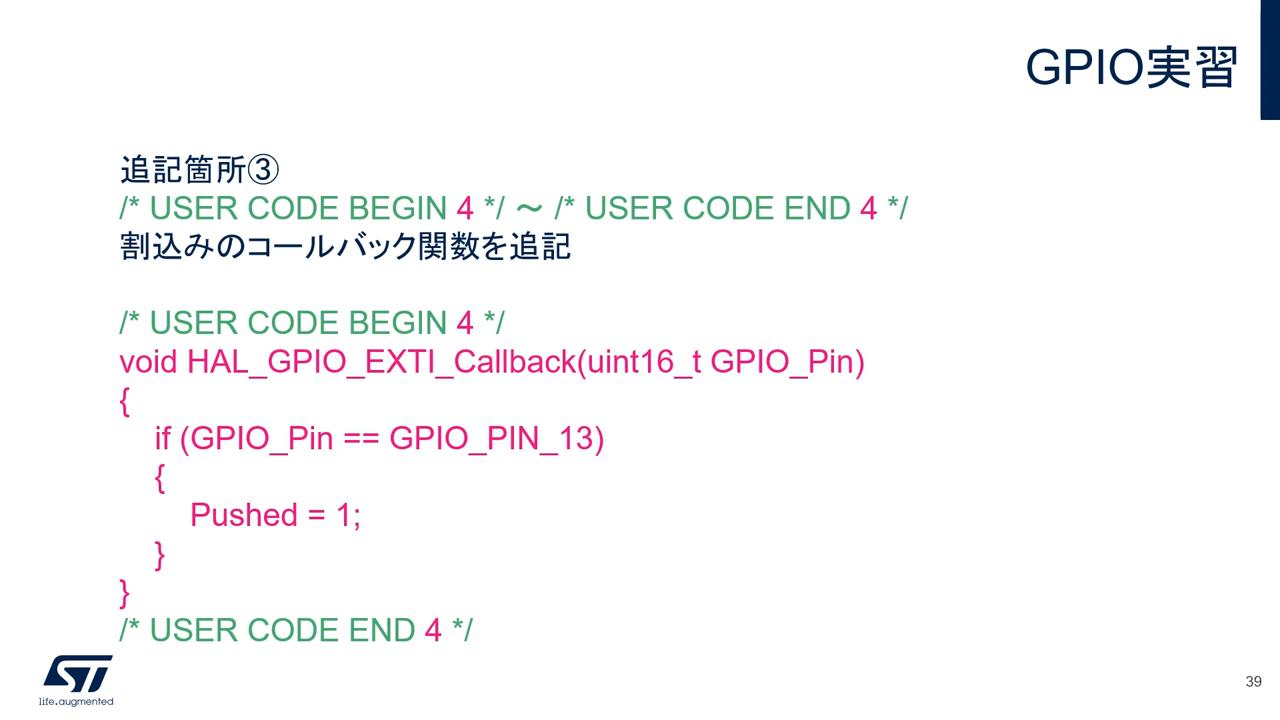 GPIO実習
追記箇所③
/* USER CODE BEGIN 4 */ ～ /* USER CODE END 4 */
割込みのコールバック関数を追記
/* USER CODE BEGIN 4 */
void HAL_GPIO_EXTI_Callback(uint16_t GPIO_Pin)
{
if (GPIO_Pin == GPIO_PIN_13)
{
Pushed = 1;
}
}
/* USER CODE END 4 */
ST
life.augmented
39